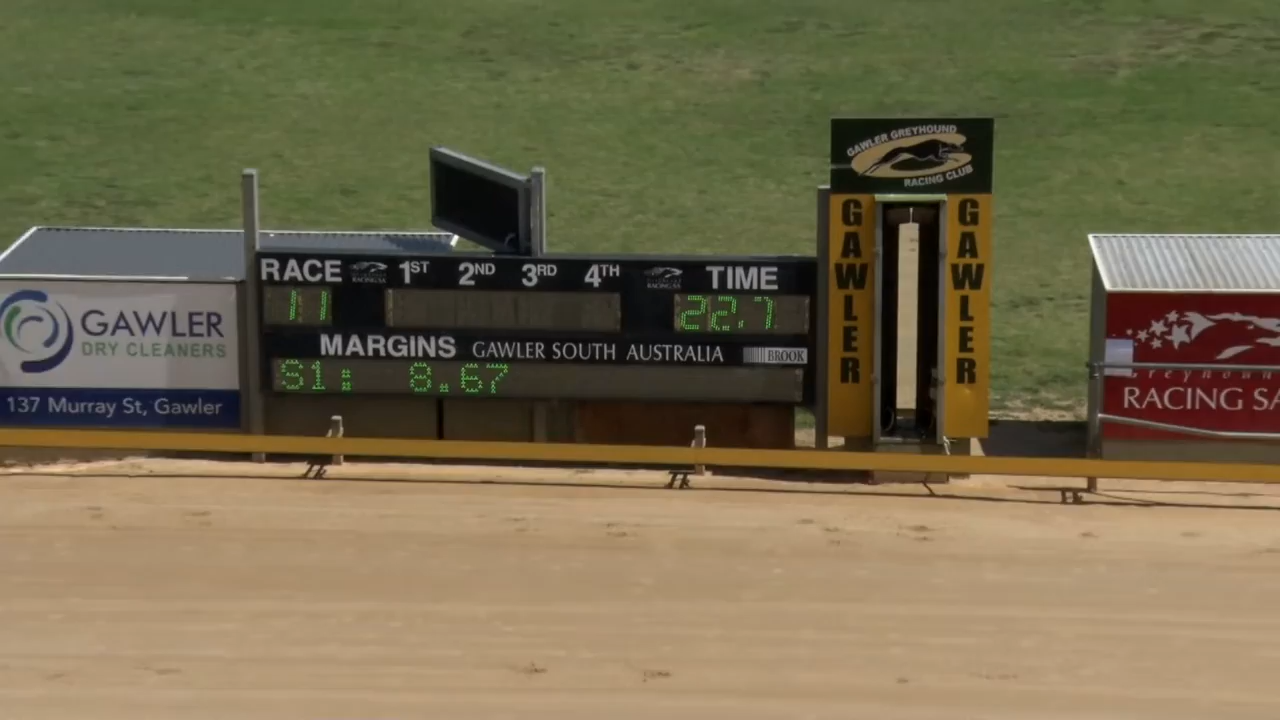 GAWLER GREYHOUND
RACING CLUB
GAWLER
GAWLER
RACE 1ST 2ND 3RD 4TH TIME
11 22.7
MARGINS GAWLER SOUTH AUSTRALIA BROOK
S1: 8.67
GAWLER
DRY CLEANERS
137 Murray St, Gawler
RACING SA